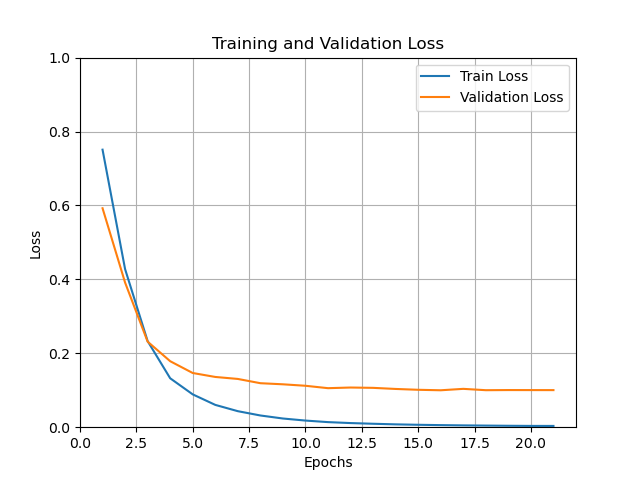 Training and Validation Loss
Train Loss
Validation Loss
1.0
0.8
0.6
0.4
0.2
0.0
Loss
0.0 2.5 5.0 7.5 10.0 12.5 15.0 17.5 20.0
Epochs